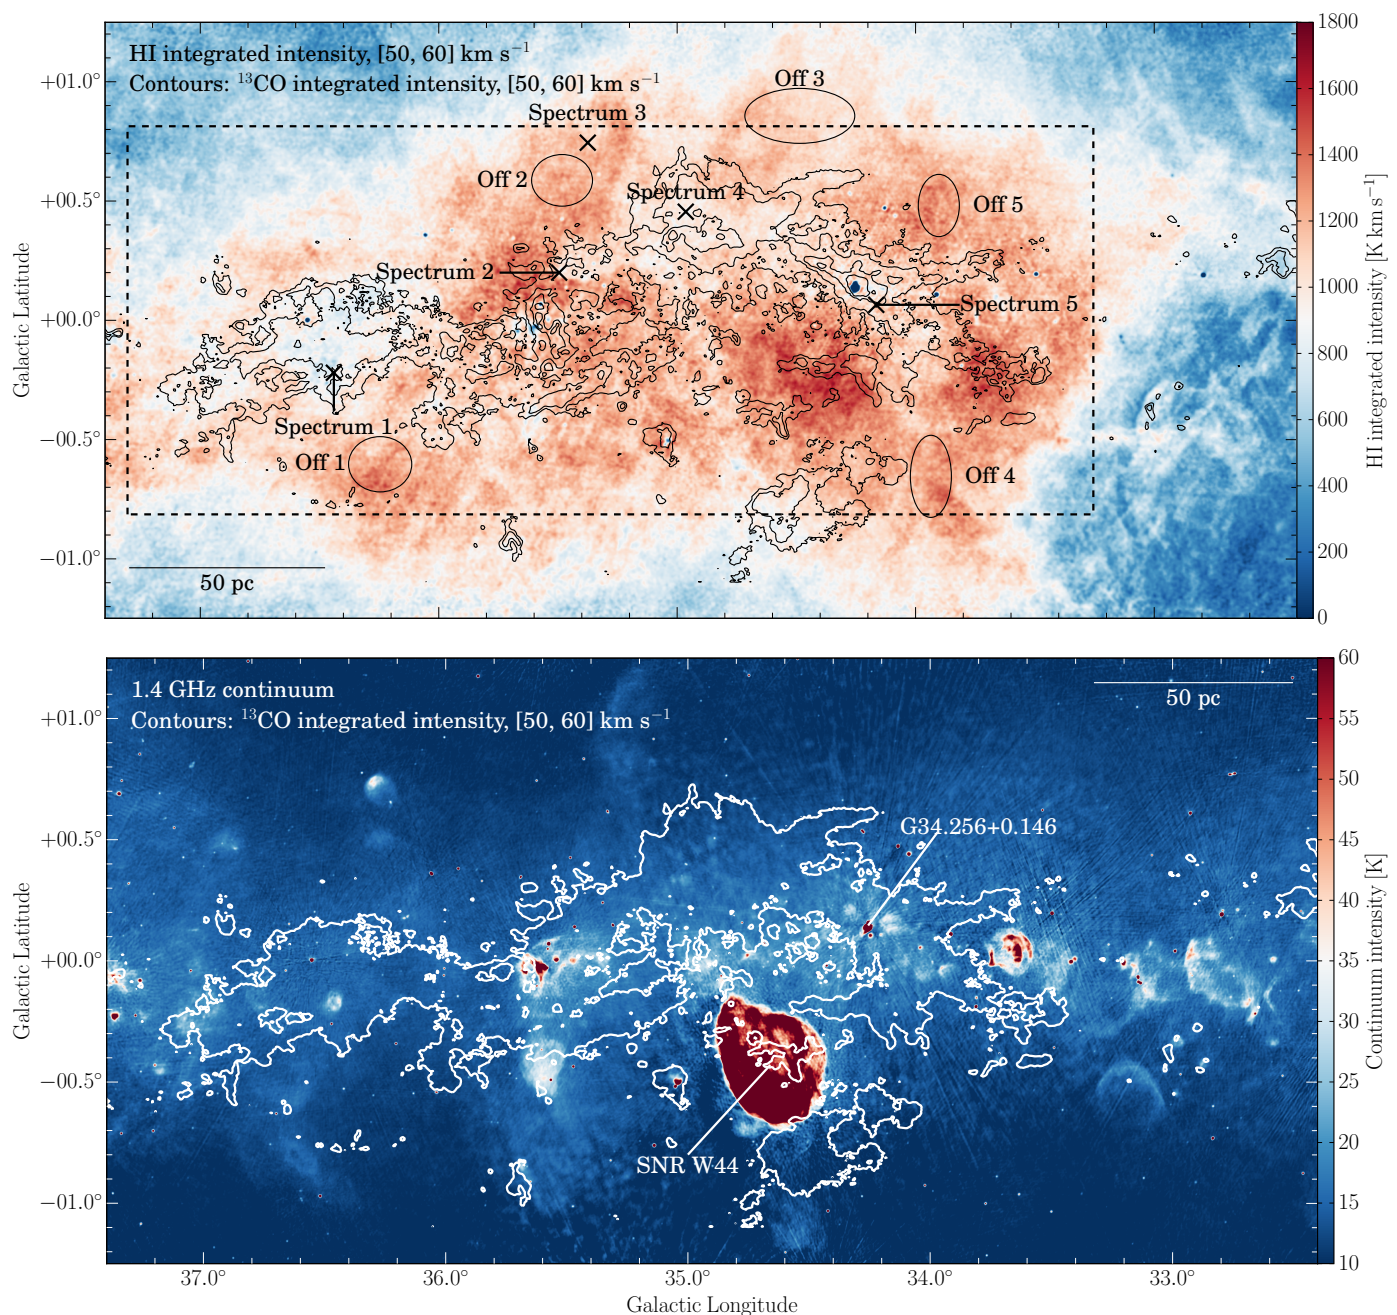 HI integrated intensity, [50, 60] km s⁻¹
Contours: ¹³CO integrated intensity, [50, 60] km s⁻¹
Spectrum 3
Off 3
Off 2
Spectrum 4
Off 5
Spectrum 2
Spectrum 5
Spectrum 1
Off 1
Off 4
50 pc
+01.0°
+00.5°
+00.0°
−00.5°
−01.0°
Galactic Latitude
1800
1600
1400
1200
1000
800
600
400
200
0
HI integrated intensity [K km s⁻¹]
1.4 GHz continuum
Contours: ¹³CO integrated intensity, [50, 60] km s⁻¹
50 pc
G34.256+0.146
SNR W44
+01.0°
+00.5°
+00.0°
−00.5°
−01.0°
Galactic Latitude
60
55
50
45
40
35
30
25
20
15
10
Continuum intensity [K]
37.0°
36.0°
35.0°
34.0°
33.0°
Galactic Longitude